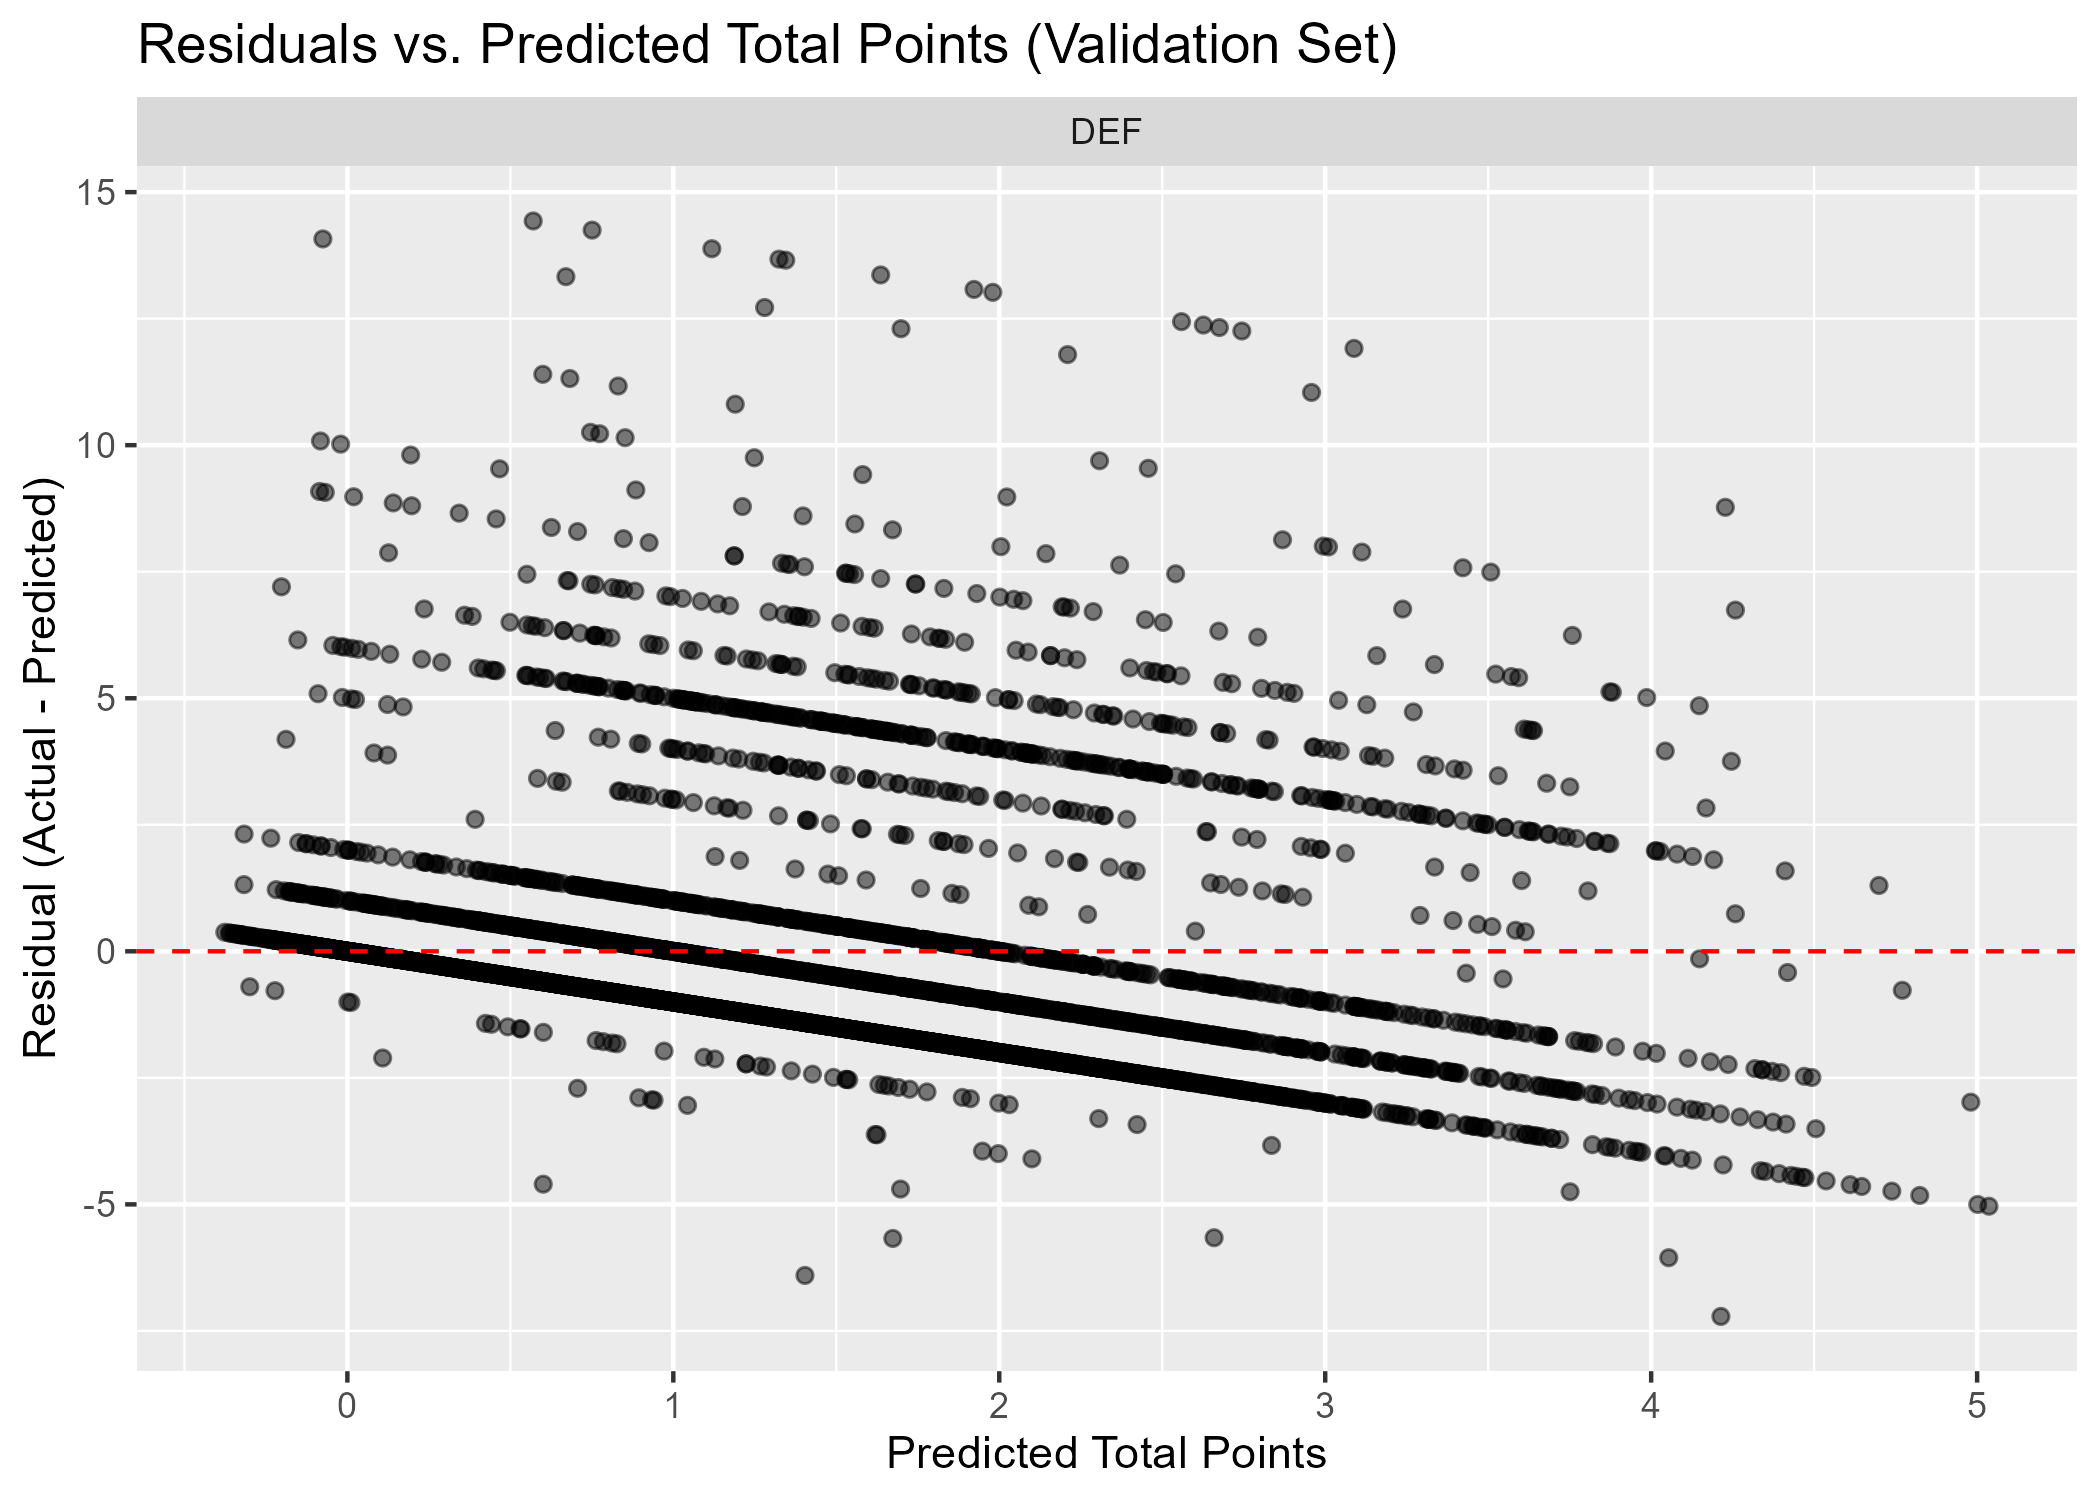 Residuals vs. Predicted Total Points (Validation Set)
DEF
15
10
5
0
-5
Residual (Actual - Predicted)
0 1 2 3 4 5
Predicted Total Points